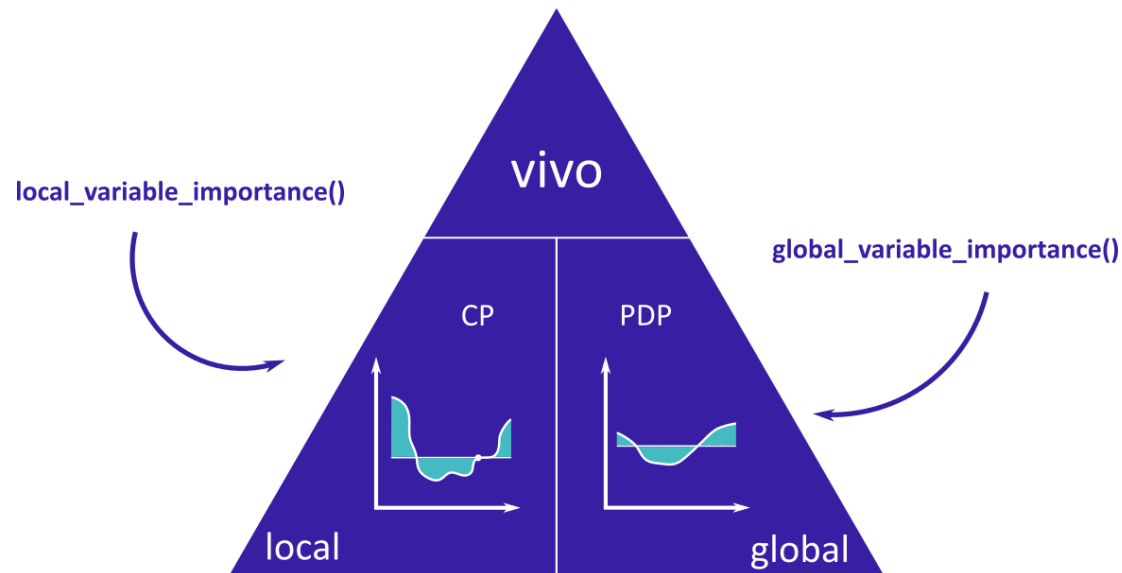 vivo
local_variable_importance()
global_variable_importance()
CP
PDP
local
global